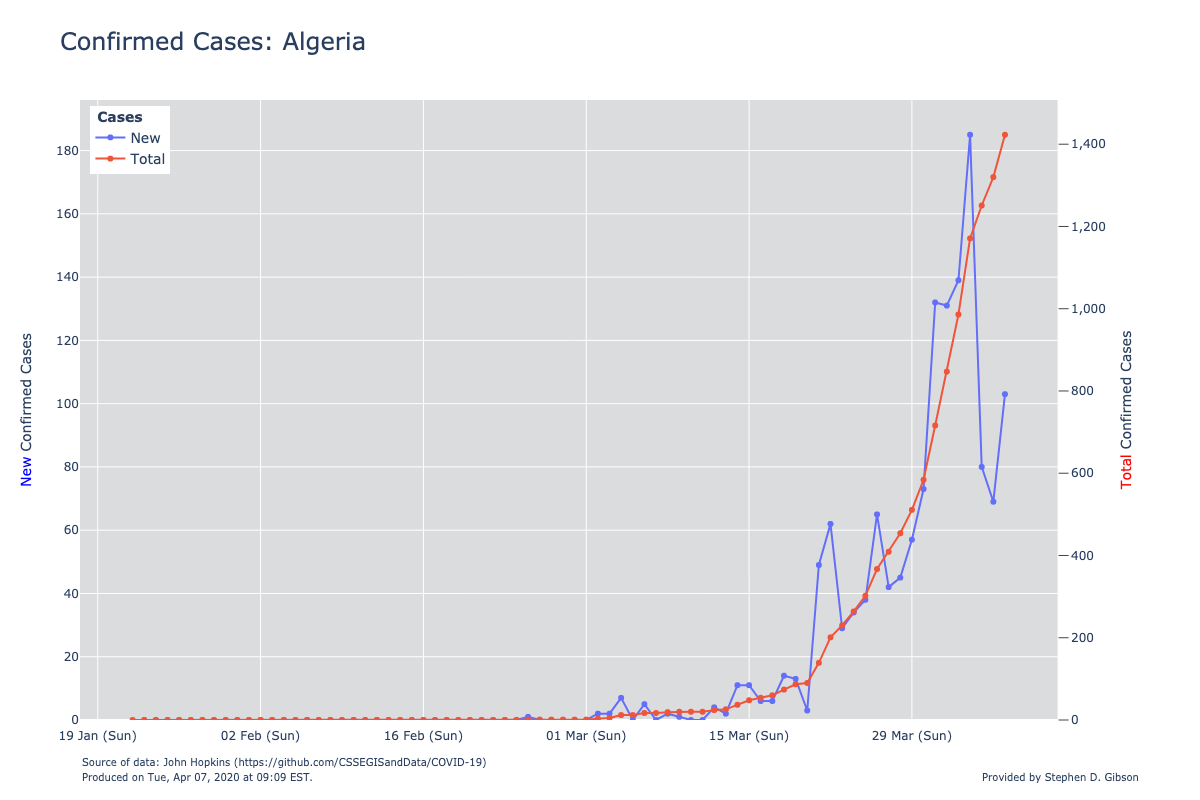 Confirmed Cases: Algeria
Cases
New
Total
180
160
140
120
100
80
60
40
20
0
1,400
1,200
1,000
800
600
400
200
0
New Confirmed Cases
Total Confirmed Cases
19 Jan (Sun)
02 Feb (Sun)
16 Feb (Sun)
01 Mar (Sun)
15 Mar (Sun)
29 Mar (Sun)
Source of data: John Hopkins (https://github.com/CSSEGISandData/COVID-19)
Produced on Tue, Apr 07, 2020 at 09:09 EST.
Provided by Stephen D. Gibson